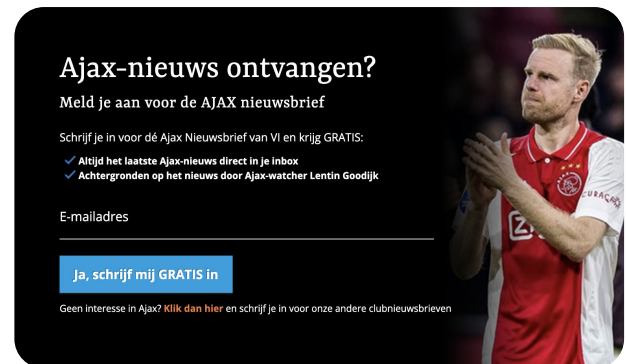 Ajax-nieuws ontvangen?
Meld je aan voor de AJAX nieuwsbrief
Schrijf je in voor dé Ajax Nieuwsbrief van VI en krijg GRATIS:
Altijd het laatste Ajax-nieuws direct in je inbox
Achtergronden op het nieuws door Ajax-watcher Lentin Goodijk
E-mailadres
Ja, schrijf mij GRATIS in
Geen interesse in Ajax? Klik dan hier en schrijf je in voor onze andere clubnieuwsbrieven
CURAÇAO